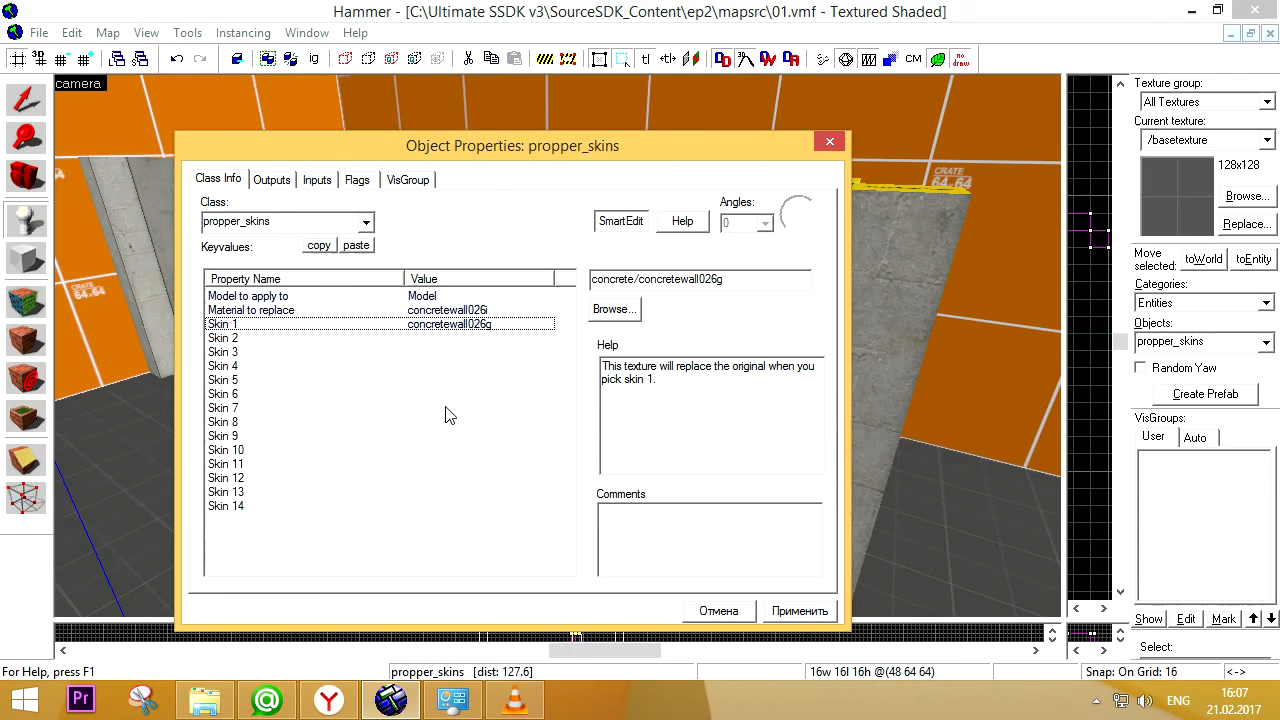 Hammer - [C:\Ultimate SSDK v3\SourceSDK_Content\ep2\mapsrc\01.vmf - Textured Shaded]
File Edit Map View Tools Instancing Window Help
CM
no draw
camera
CRATE
64_64
CRATE
64_64
Object Properties: propper_skins
Class Info
Outputs
Inputs
Flags
VisGroup
Class:
propper_skins
Keyvalues:
copy
paste
SmartEdit
Help
Angles:
0
Property Name Value
Model to apply to Model
Material to replace concretewall026i
Skin 1 concretewall026g
Skin 2
Skin 3
Skin 4
Skin 5
Skin 6
Skin 7
Skin 8
Skin 9
Skin 10
Skin 11
Skin 12
Skin 13
Skin 14
concrete/concretewall026g
Browse...
Help
This texture will replace the original when you
pick skin 1.
Comments
Отмена
Применить
Texture group:
All Textures
Current texture:
/basetexture
128x128
Browse...
Replace...
Move
selected:
toWorld
toEntity
Categories:
Entities
Objects:
propper_skins
Random Yaw
Create Prefab
VisGroups:
User
Auto
Show
Edit
Mark
Select:
For Help, press F1
propper_skins [dist: 127.6]
16w 16l 16h @(48 64 64)
Snap: On Grid: 16
<->
Pr
ENG
16:07
21.02.2017